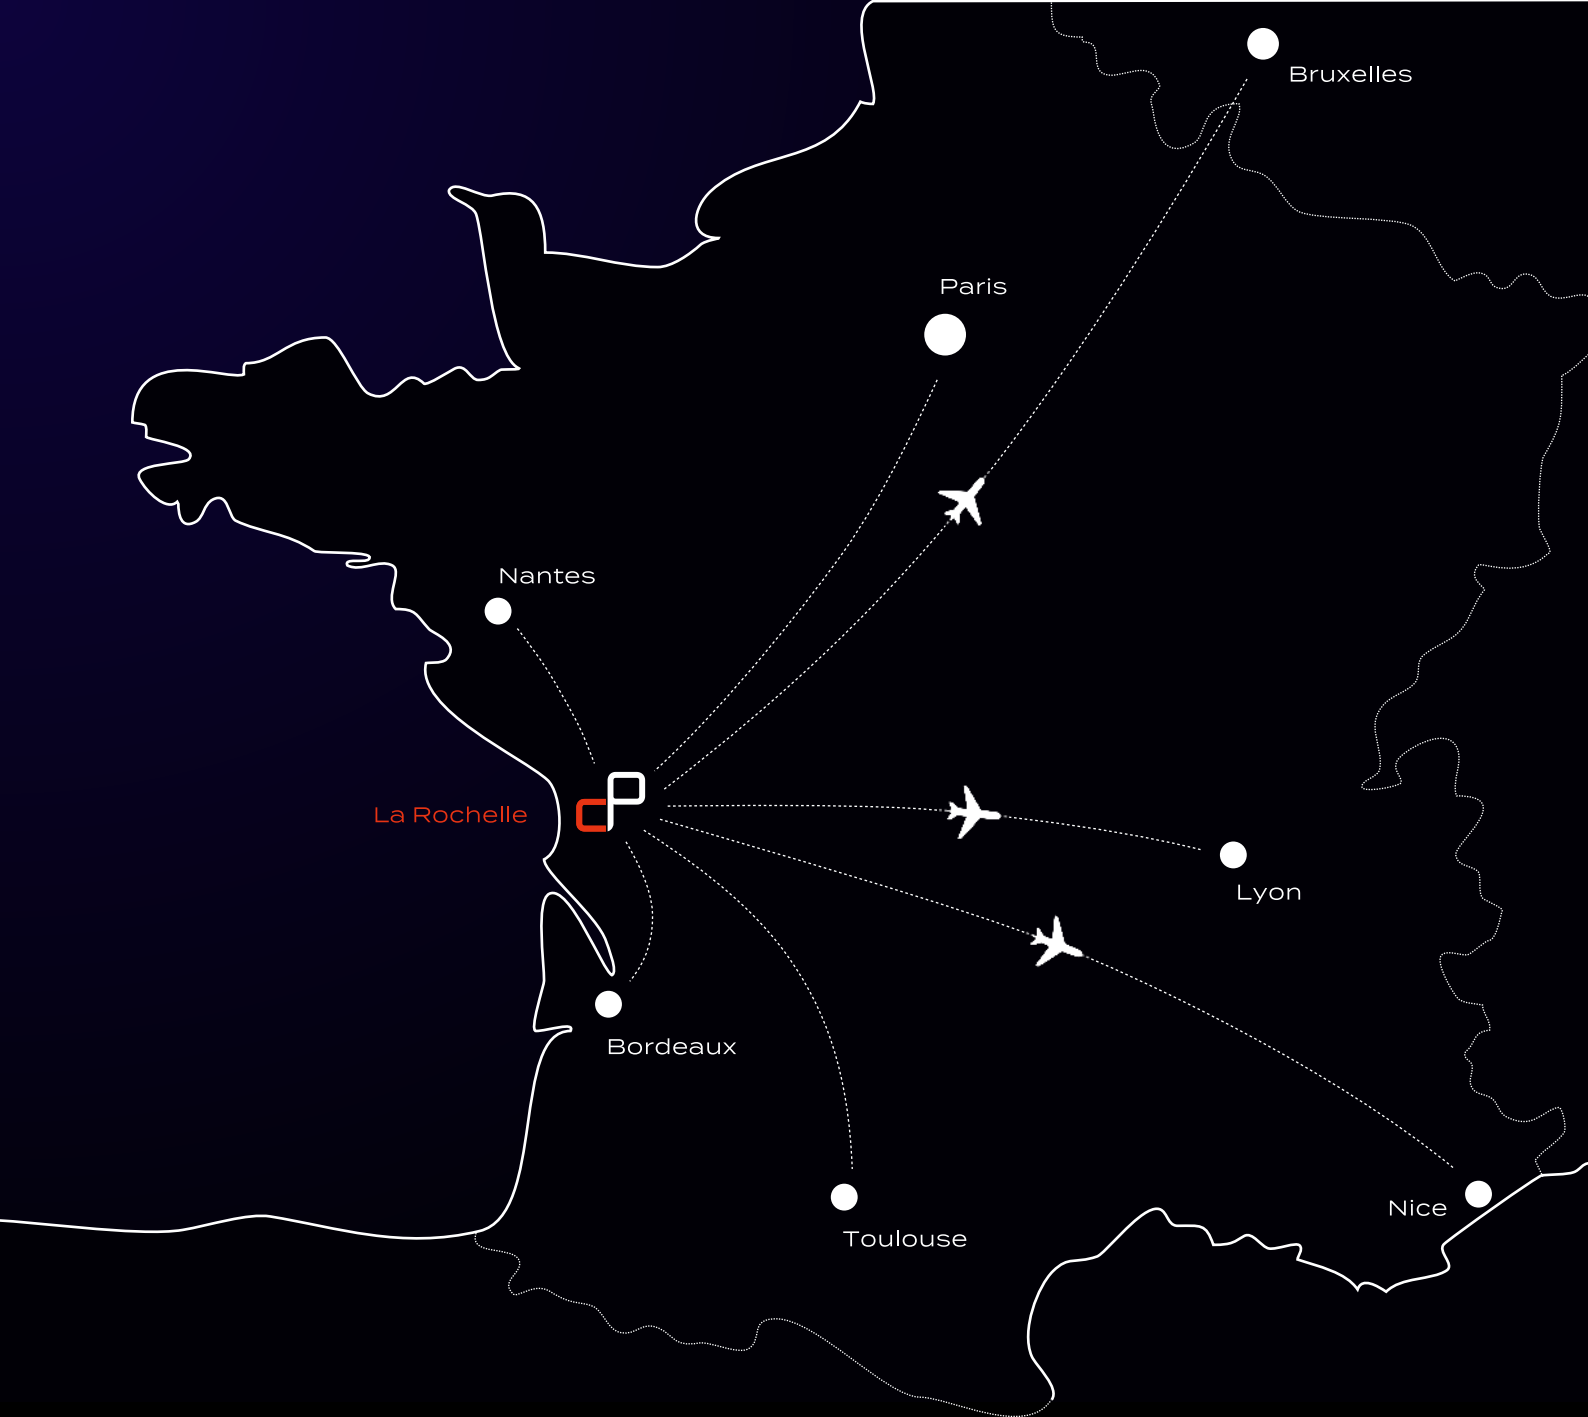 Bruxelles
Paris
Nantes
La Rochelle
Lyon
Bordeaux
Nice
Toulouse